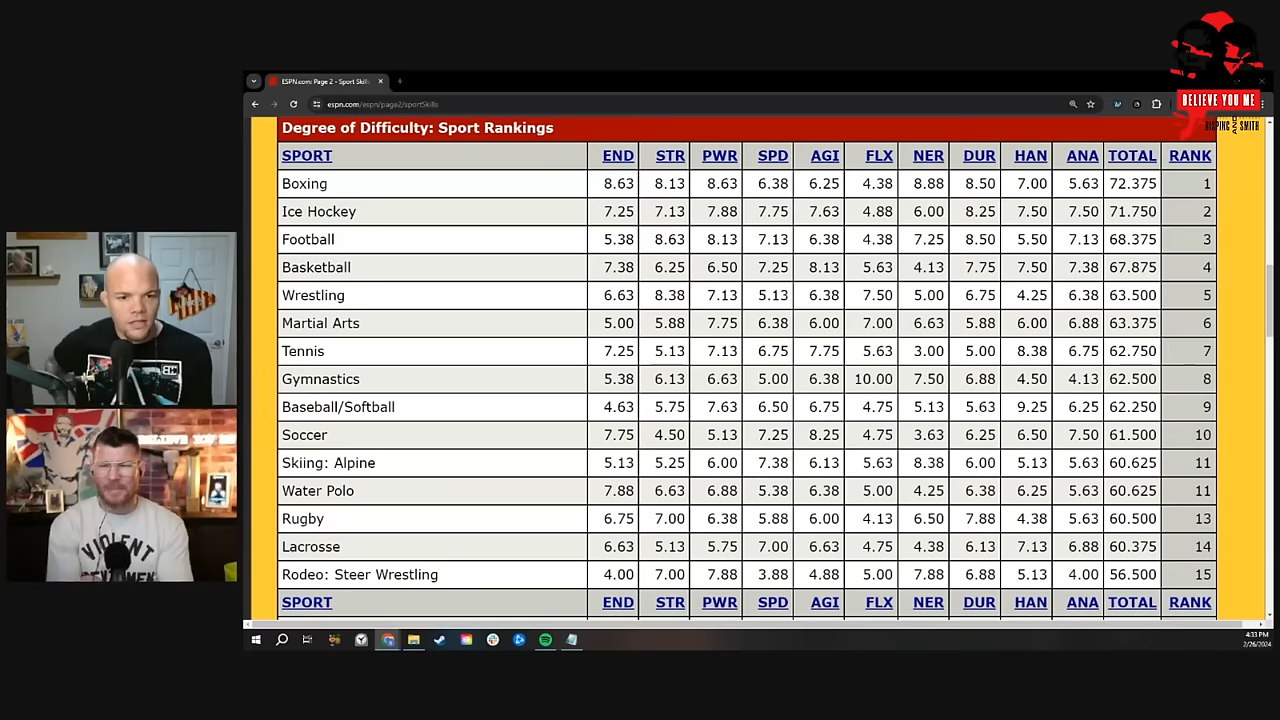 BELIEVE YOU ME
BISPING AND SMITH
ESPN.com: Page 2 - Sport Skills
espn.com/espn/page2/sportSkills
Degree of Difficulty: Sport Rankings
SPORT END STR PWR SPD AGI FLX NER DUR HAN ANA TOTAL RANK
Boxing 8.63 8.13 8.63 6.38 6.25 4.38 8.88 8.50 7.00 5.63 72.375 1
Ice Hockey 7.25 7.13 7.88 7.75 7.63 4.88 6.00 8.25 7.50 7.50 71.750 2
Football 5.38 8.63 8.13 7.13 6.38 4.38 7.25 8.50 5.50 7.13 68.375 3
Basketball 7.38 6.25 6.50 7.25 8.13 5.63 4.13 7.75 7.50 7.38 67.875 4
Wrestling 6.63 8.38 7.13 5.13 6.38 7.50 5.00 6.75 4.25 6.38 63.500 5
Martial Arts 5.00 5.88 7.75 6.38 6.00 7.00 6.63 5.88 6.00 6.88 63.375 6
Tennis 7.25 5.13 7.13 6.75 7.75 5.63 3.00 5.00 8.38 6.75 62.750 7
Gymnastics 5.38 6.13 6.63 5.00 6.38 10.00 7.50 6.88 4.50 4.13 62.500 8
Baseball/Softball 4.63 5.75 7.63 6.50 6.75 4.75 5.13 5.63 9.25 6.25 62.250 9
Soccer 7.75 4.50 5.13 7.25 8.25 4.75 3.63 6.25 6.50 7.50 61.500 10
Skiing: Alpine 5.13 5.25 6.00 7.38 6.13 5.63 8.38 6.00 5.13 5.63 60.625 11
Water Polo 7.88 6.63 6.88 5.38 6.38 5.00 4.25 6.38 6.25 5.63 60.625 11
Rugby 6.75 7.00 6.38 5.88 6.00 4.13 6.50 7.88 4.38 5.63 60.500 13
Lacrosse 6.63 5.13 5.75 7.00 6.63 4.75 4.38 6.13 7.13 6.88 60.375 14
Rodeo: Steer Wrestling 4.00 7.00 7.88 3.88 4.88 5.00 7.88 6.88 5.13 4.00 56.500 15
SPORT END STR PWR SPD AGI FLX NER DUR HAN ANA TOTAL RANK
4:33 PM
2/26/2024
VIOLENT